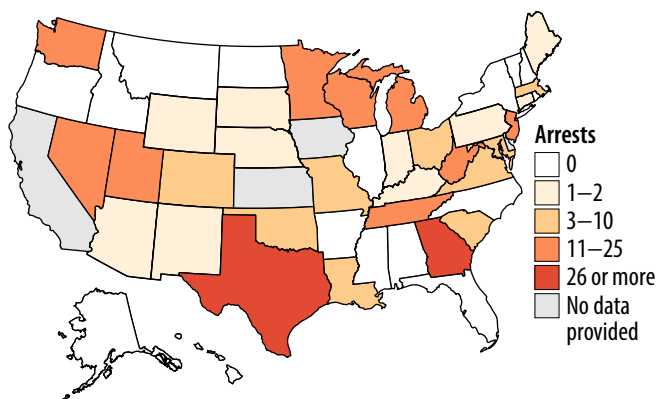 Arrests
0
1–2
3–10
11–25
26 or more
No data
provided